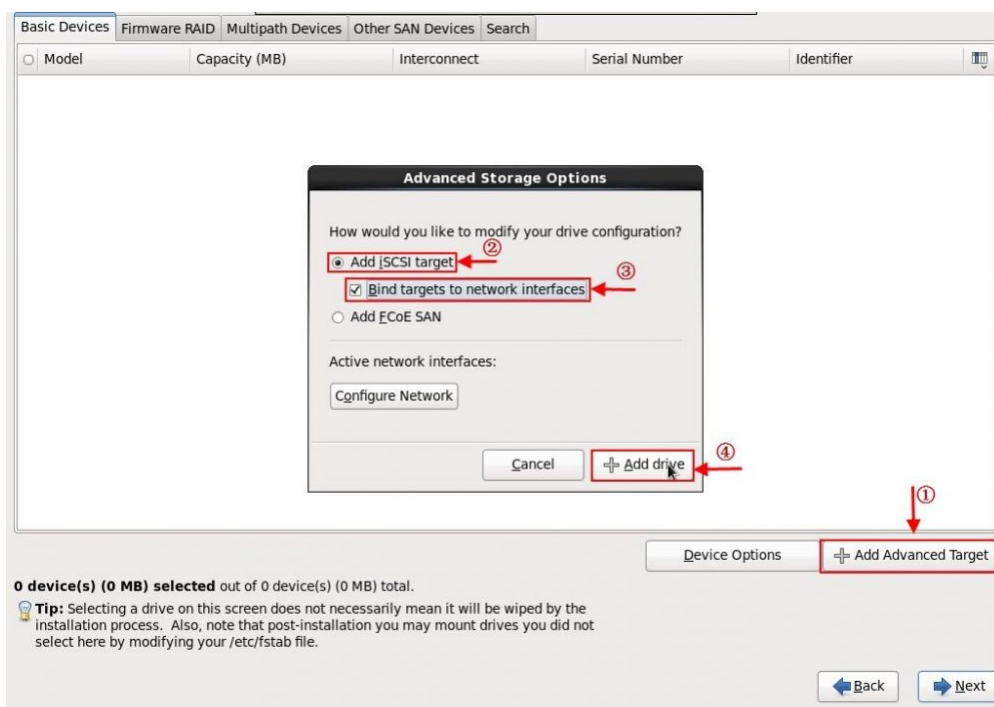 Basic Devices Firmware RAID Multipath Devices Other SAN Devices Search
Model Capacity (MB) Interconnect Serial Number Identifier
Advanced Storage Options
How would you like to modify your drive configuration?
②
Add iSCSI target
③
Bind targets to network interfaces
Add FCoE SAN
Active network interfaces:
Configure Network
Cancel Add drive ④
①
Device Options Add Advanced Target
0 device(s) (0 MB) selected out of 0 device(s) (0 MB) total.
Tip: Selecting a drive on this screen does not necessarily mean it will be wiped by the
installation process. Also, note that post-installation you may mount drives you did not
select here by modifying your /etc/fstab file.
Back Next